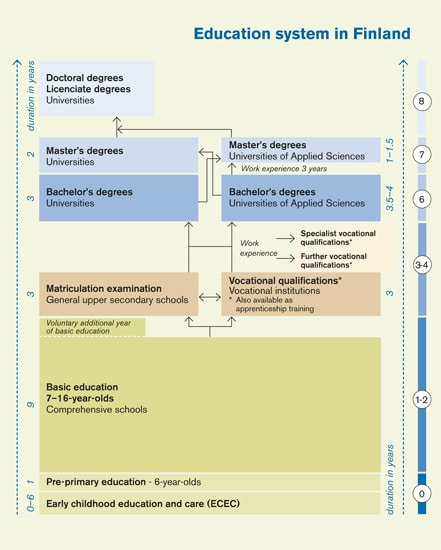 Education system in Finland
duration in years
Doctoral degrees
Licenciate degrees
Universities
8
2
Master's degrees
Universities
Master's degrees
Universities of Applied Sciences
1–1.5
7
Work experience 3 years
3
Bachelor's degrees
Universities
Bachelor's degrees
Universities of Applied Sciences
3.5–4
6
Work
experience
Specialist vocational
qualifications*
Further vocational
qualifications*
3-4
3
Matriculation examination
General upper secondary schools
Vocational qualifications*
Vocational institutions
* Also available as
apprenticeship training
3
Voluntary additional year
of basic education
9
Basic education
7–16-year-olds
Comprehensive schools
1-2
duration in years
1
Pre-primary education - 6-year-olds
0–6
Early childhood education and care (ECEC)
0